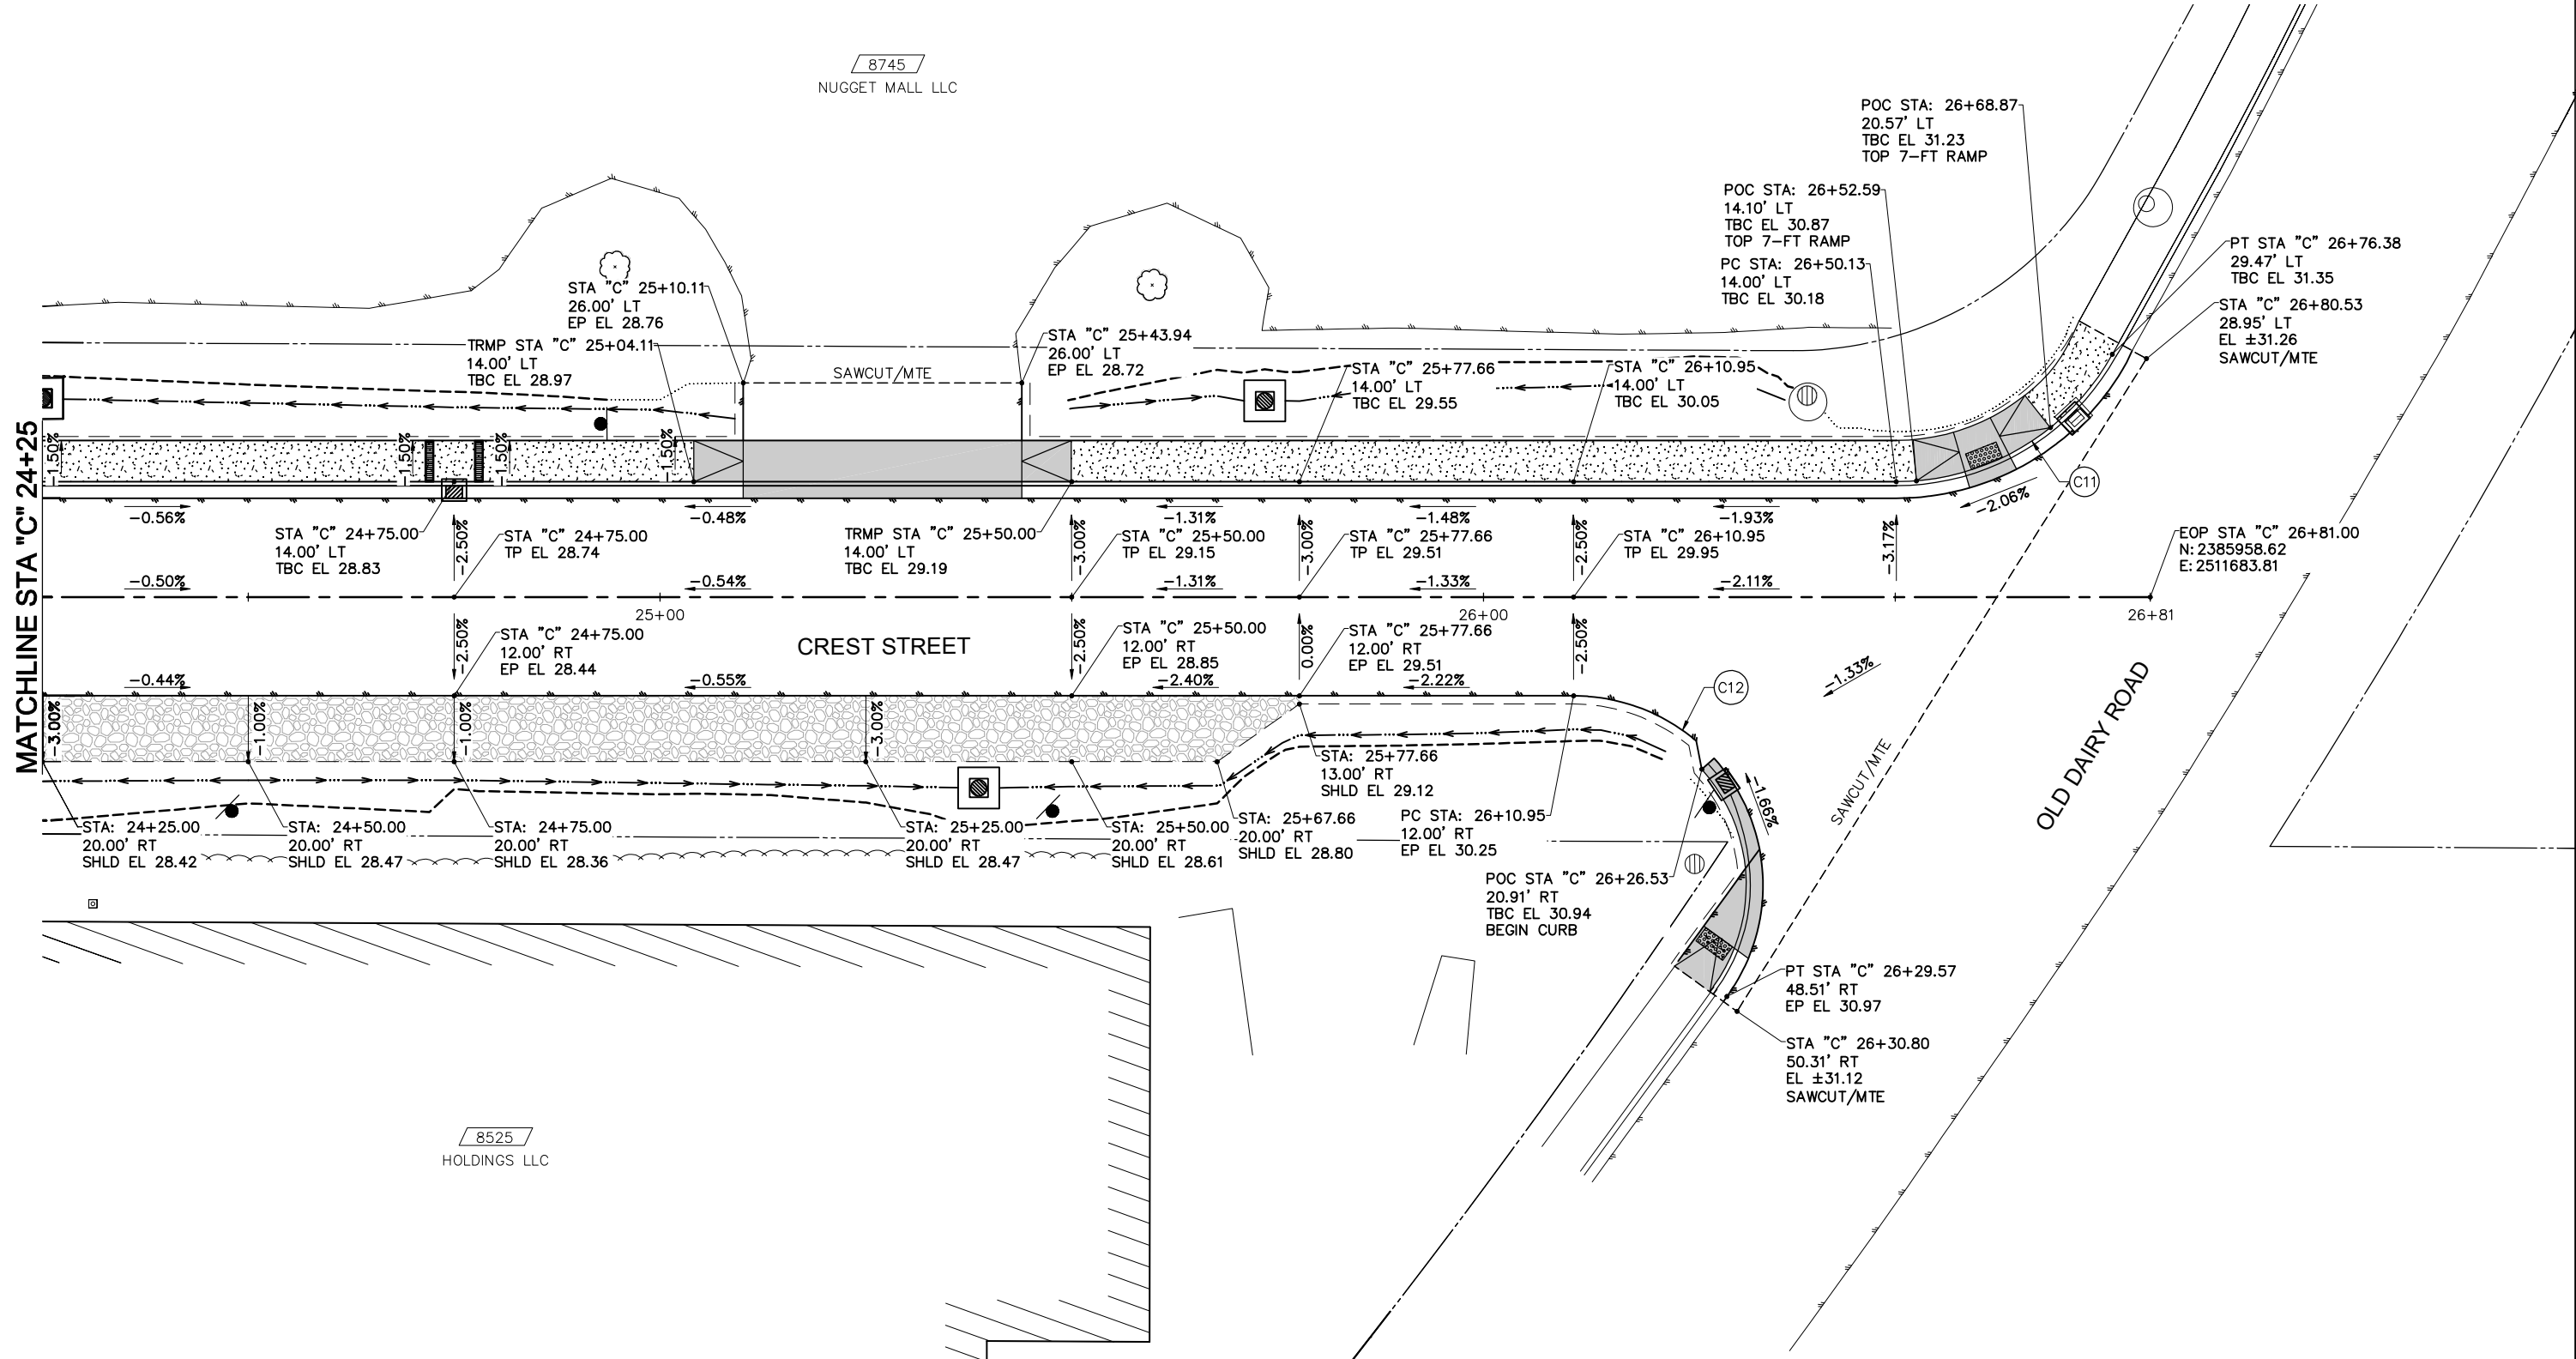 8745
NUGGET MALL LLC
POC STA: 26+68.87
20.57' LT
TBC EL 31.23
TOP 7-FT RAMP
POC STA: 26+52.59
14.10' LT
TBC EL 30.87
TOP 7-FT RAMP
PC STA: 26+50.13
14.00' LT
TBC EL 30.18
PT STA "C" 26+76.38
29.47' LT
TBC EL 31.35
STA "C" 26+80.53
28.95' LT
EL ±31.26
SAWCUT/MTE
STA "C" 25+10.11
26.00' LT
EP EL 28.76
TRMP STA "C" 25+04.11
14.00' LT
TBC EL 28.97
SAWCUT/MTE
STA "C" 25+43.94
26.00' LT
EP EL 28.72
STA "C" 25+77.66
14.00' LT
TBC EL 29.55
STA "C" 26+10.95
14.00' LT
TBC EL 30.05
MATCHLINE STA "C" 24+25
1.50%
1.50%
1.50%
1.50%
C11
-2.06%
-0.56%
-0.48%
-1.31%
-1.48%
-1.93%
STA "C" 24+75.00
14.00' LT
TBC EL 28.83
-2.50%
STA "C" 24+75.00
TP EL 28.74
TRMP STA "C" 25+50.00
14.00' LT
TBC EL 29.19
-3.00%
STA "C" 25+50.00
TP EL 29.15
-3.00%
STA "C" 25+77.66
TP EL 29.51
-2.50%
STA "C" 26+10.95
TP EL 29.95
-3.17%
EOP STA "C" 26+81.00
N: 2385958.62
E: 2511683.81
-0.50%
-0.54%
-1.31%
-1.33%
-2.11%
25+00
26+00
26+81
-2.50%
STA "C" 24+75.00
12.00' RT
EP EL 28.44
CREST STREET
-2.50%
STA "C" 25+50.00
12.00' RT
EP EL 28.85
0.00%
STA "C" 25+77.66
12.00' RT
EP EL 29.51
-2.50%
-0.44%
-0.55%
-2.40%
-2.22%
C12
-1.33%
-3.00%
-1.00%
-1.00%
-3.00%
OLD DAIRY ROAD
SAWCUT/MTE
-1.66%
STA: 25+77.66
13.00' RT
SHLD EL 29.12
STA: 24+25.00
20.00' RT
SHLD EL 28.42
STA: 24+50.00
20.00' RT
SHLD EL 28.47
STA: 24+75.00
20.00' RT
SHLD EL 28.36
STA: 25+25.00
20.00' RT
SHLD EL 28.47
STA: 25+50.00
20.00' RT
SHLD EL 28.61
STA: 25+67.66
20.00' RT
SHLD EL 28.80
PC STA: 26+10.95
12.00' RT
EP EL 30.25
POC STA "C" 26+26.53
20.91' RT
TBC EL 30.94
BEGIN CURB
PT STA "C" 26+29.57
48.51' RT
EP EL 30.97
STA "C" 26+30.80
50.31' RT
EL ±31.12
SAWCUT/MTE
8525
HOLDINGS LLC